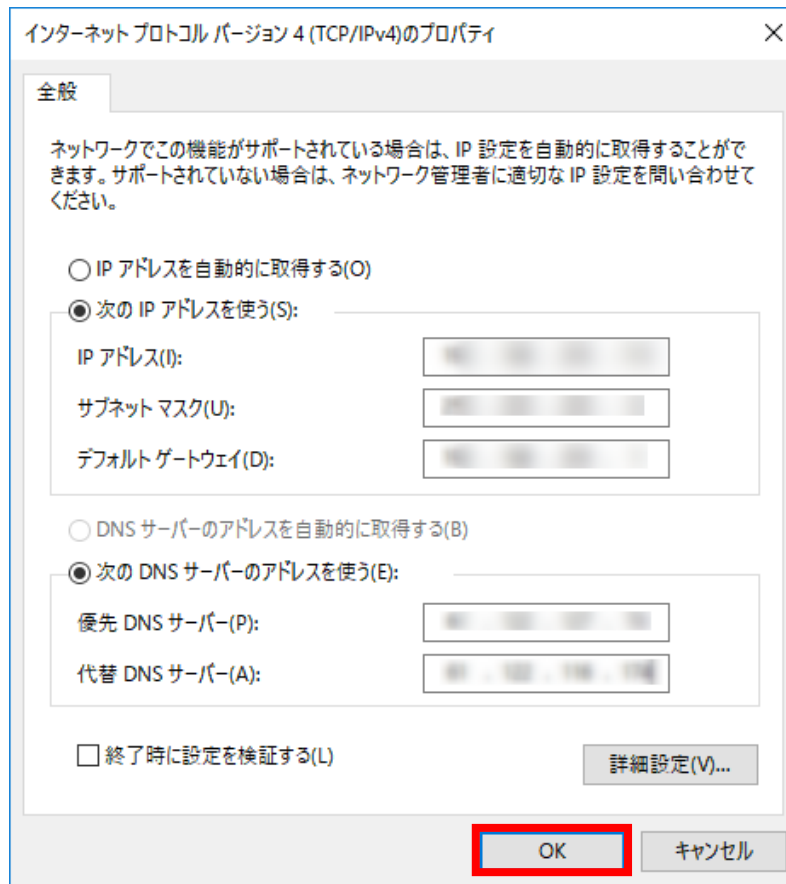 インターネット プロトコル バージョン 4 (TCP/IPv4)のプロパティ
全般
ネットワークでこの機能がサポートされている場合は、IP 設定を自動的に取得することがで
きます。サポートされていない場合は、ネットワーク管理者に適切な IP 設定を問い合わせて
ください。
IP アドレスを自動的に取得する(O)
次の IP アドレスを使う(S):
IP アドレス(I):
サブネット マスク(U):
デフォルト ゲートウェイ(D):
DNS サーバーのアドレスを自動的に取得する(B)
次の DNS サーバーのアドレスを使う(E):
優先 DNS サーバー(P):
代替 DNS サーバー(A):
終了時に設定を検証する(L)
詳細設定(V)...
OK
キャンセル